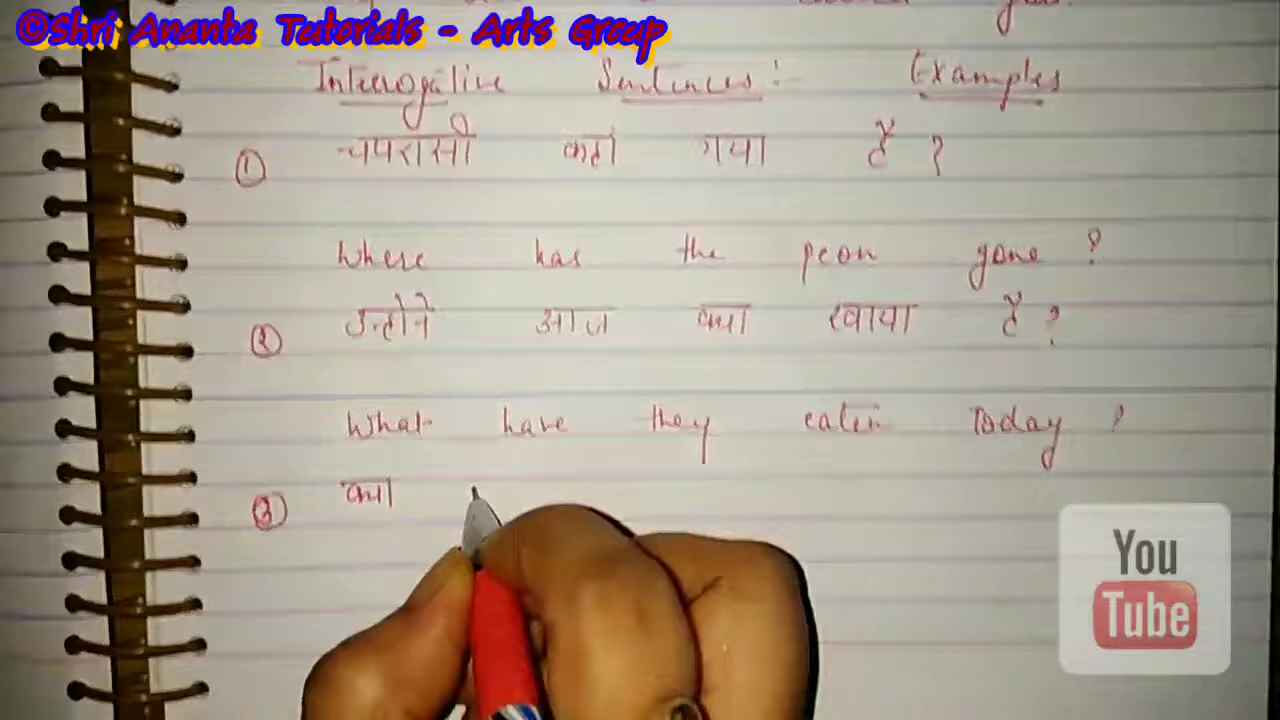 ©Shri Ananta Tutorials - Arts Group
Interrogative Sentences :- Examples
① चपरासी कहां गया है ?
Where has the peon gone ?
② उन्होने आज क्या खाया है ?
What have they eaten Today ?
③ क्या
You
Tube